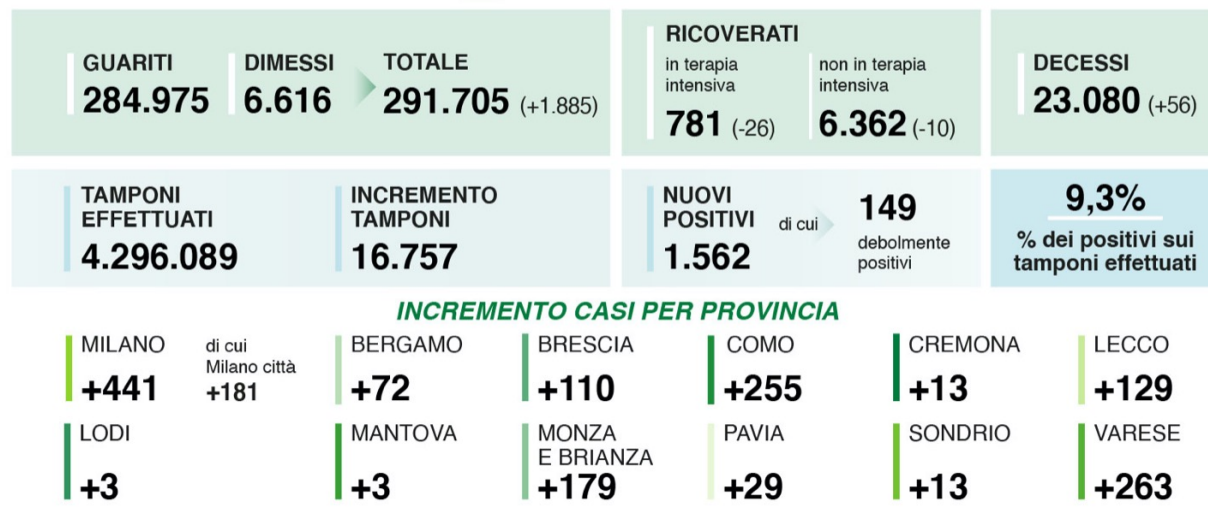 GUARITI
284.975
DIMESSI
6.616
TOTALE
291.705 (+1.885)
RICOVERATI
in terapia
intensiva
781 (-26)
non in terapia
intensiva
6.362 (-10)
DECESSI
23.080 (+56)
TAMPONI
EFFETTUATI
4.296.089
INCREMENTO
TAMPONI
16.757
NUOVI
POSITIVI
1.562
di cui
149
debolmente
positivi
9,3%
% dei positivi sui
tamponi effettuati
INCREMENTO CASI PER PROVINCIA
MILANO
+441
di cui
Milano città
+181
BERGAMO
+72
BRESCIA
+110
COMO
+255
CREMONA
+13
LECCO
+129
LODI
+3
MANTOVA
+3
MONZA
E BRIANZA
+179
PAVIA
+29
SONDRIO
+13
VARESE
+263